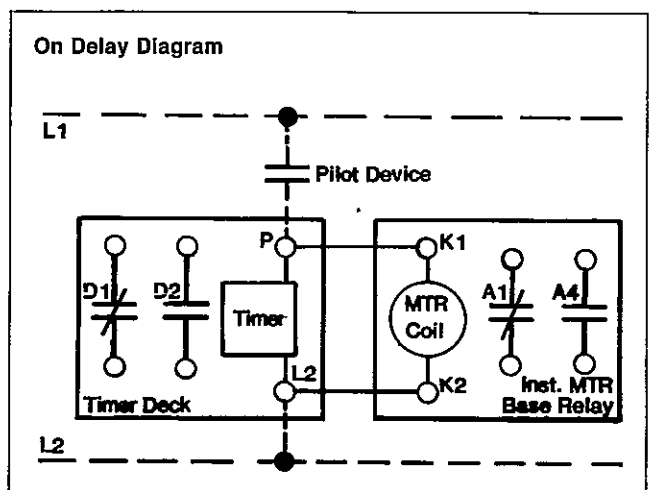 On Delay Diagram
L1
Pilot Device
P
K1
D1
D2
Timer
MTR
Coil
A1
A4
L2
K2
Timer Deck
Inst. MTR
Base Relay
L2